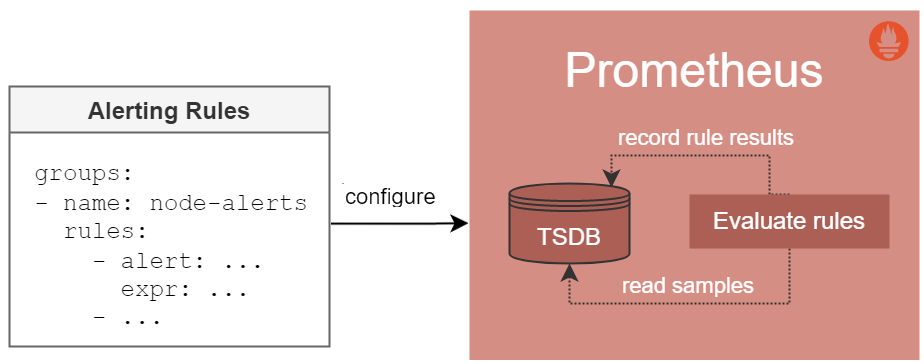 Alerting Rules
groups:
- name: node-alerts
  rules:
    - alert: ...
      expr: ...
    - ...
configure
Prometheus
record rule results
TSDB
Evaluate rules
read samples